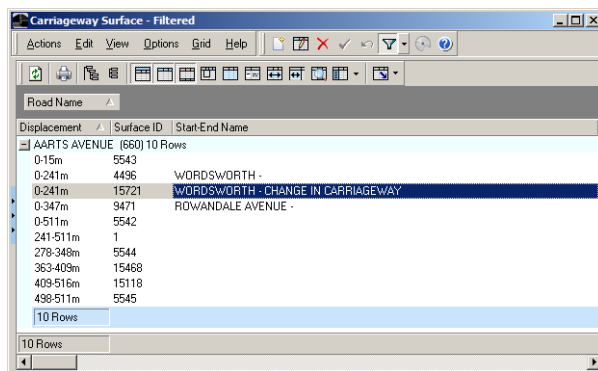 Carriageway Surface - Filtered
Actions Edit View Options Grid Help
Road Name
Displacement Surface ID Start-End Name
AARTS AVENUE (660) 10 Rows
0-15m 5543
0-241m 4496 WORDSWORTH -
0-241m 15721 WORDSWORTH - CHANGE IN CARRIAGEWAY
0-347m 9471 ROWANDALE AVENUE -
0-511m 5542
241-511m 1
278-348m 5544
363-409m 15468
409-516m 15118
498-511m 5545
10 Rows
10 Rows